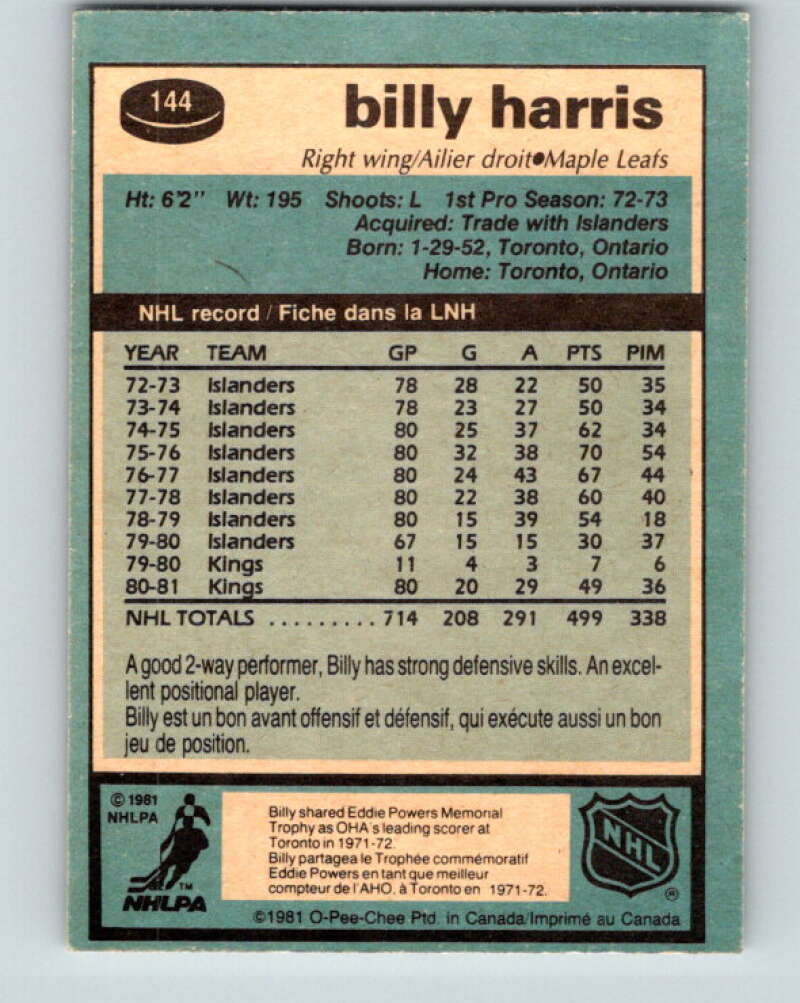 144
billy harris
Right wing/Ailier droit●Maple Leafs
Ht: 6'2" Wt: 195 Shoots: L 1st Pro Season: 72-73
Acquired: Trade with Islanders
Born: 1-29-52, Toronto, Ontario
Home: Toronto, Ontario
NHL record / Fiche dans la LNH
YEAR TEAM GP G A PTS PIM
72-73 Islanders 78 28 22 50 35
73-74 Islanders 78 23 27 50 34
74-75 Islanders 80 25 37 62 34
75-76 Islanders 80 32 38 70 54
76-77 Islanders 80 24 43 67 44
77-78 Islanders 80 22 38 60 40
78-79 Islanders 80 15 39 54 18
79-80 Islanders 67 15 15 30 37
79-80 Kings 11 4 3 7 6
80-81 Kings 80 20 29 49 36
NHL TOTALS ......... 714 208 291 499 338
A good 2-way performer, Billy has strong defensive skills. An excel-
lent positional player.
Billy est un bon avant offensif et défensif, qui exécute aussi un bon
jeu de position.
© 1981
NHLPA
TM
NHLPA
Billy shared Eddie Powers Memorial
Trophy as OHA's leading scorer at
Toronto in 1971-72.
Billy partagea le Trophée commémoratif
Eddie Powers en tant que meilleur
compteur de l'AHO. à Toronto en 1971-72.
NHL
®
©1981 O-Pee-Chee Ptd. in Canada/Imprimé au Canada